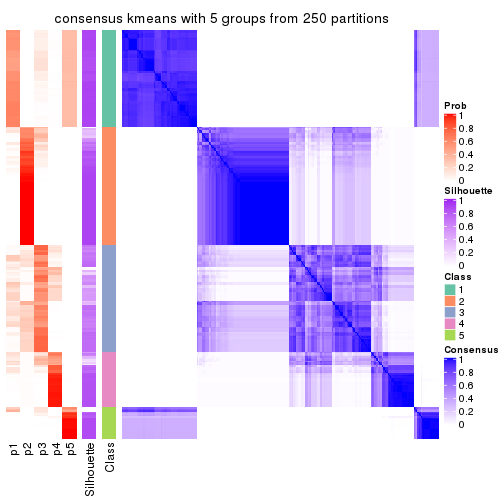 consensus kmeans with 5 groups from 250 partitions
Prob
1
0.8
0.6
0.4
0.2
0
Silhouette
1
0.8
0.6
0.4
0.2
0
Class
1
2
3
4
5
Consensus
1
0.8
0.6
0.4
0.2
0
p1
p2
p3
p4
p5
Silhouette
Class